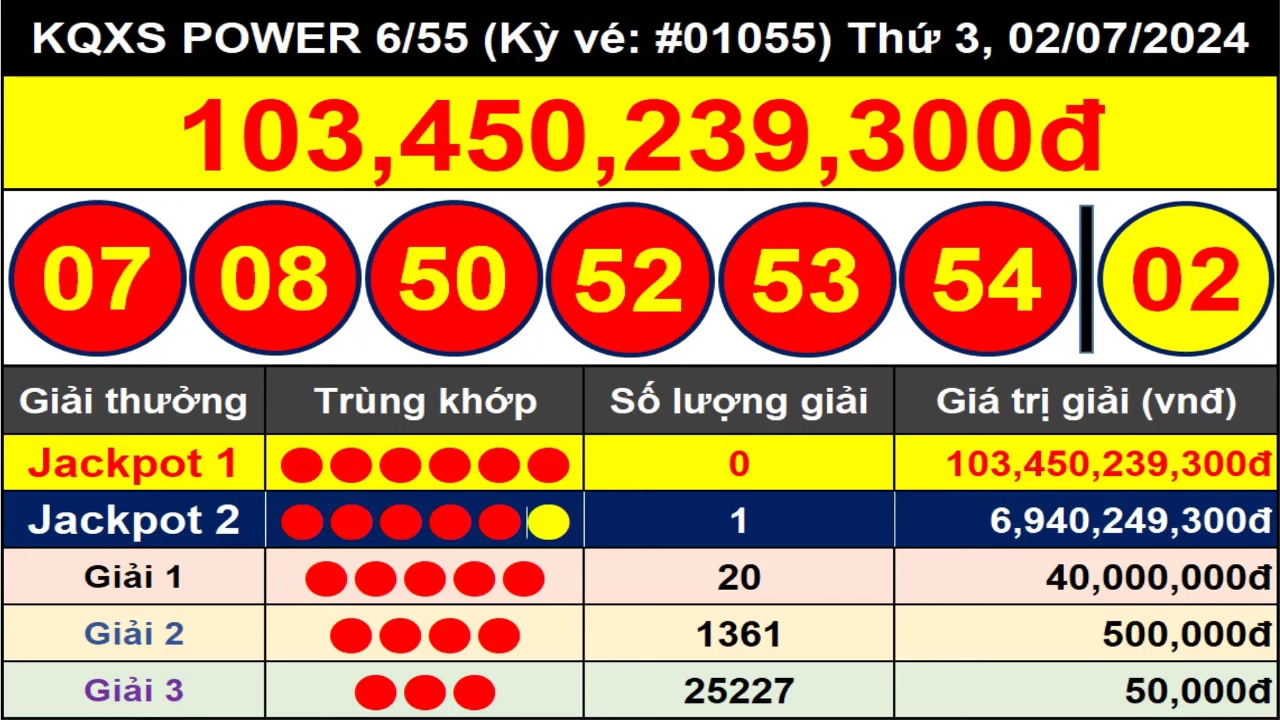 KQXS POWER 6/55 (Kỳ vé: #01055) Thứ 3, 02/07/2024
103,450,239,300đ
07 08 50 52 53 54 02
Giải thưởng Trùng khớp Số lượng giải Giá trị giải (vnđ)
Jackpot 1 0 103,450,239,300đ
Jackpot 2 1 6,940,249,300đ
Giải 1 20 40,000,000đ
Giải 2 1361 500,000đ
Giải 3 25227 50,000đ